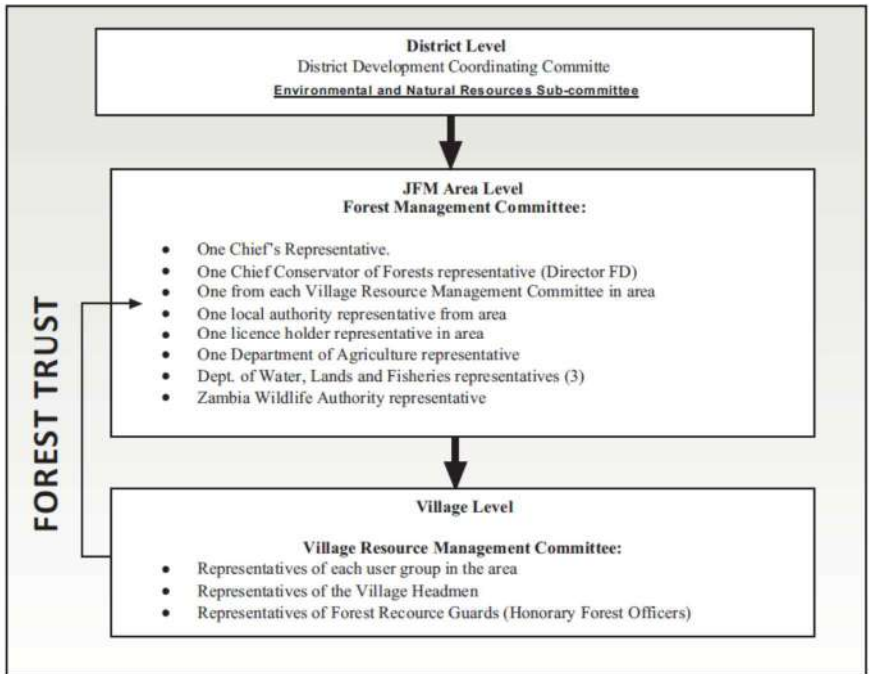 District Level
District Development Coordinating Committe
Environmental and Natural Resources Sub-committee
JFM Area Level
Forest Management Committee:
• One Chief's Representative.
• One Chief Conservator of Forests representative (Director FD)
• One from each Village Resource Management Committee in area
• One local authority representative from area
• One licence holder representative in area
• One Department of Agriculture representative
• Dept. of Water, Lands and Fisheries representatives (3)
• Zambia Wildlife Authority representative
FOREST TRUST
Village Level
Village Resource Management Committee:
• Representatives of each user group in the area
• Representatives of the Village Headmen
• Representatives of Forest Recource Guards (Honorary Forest Officers)